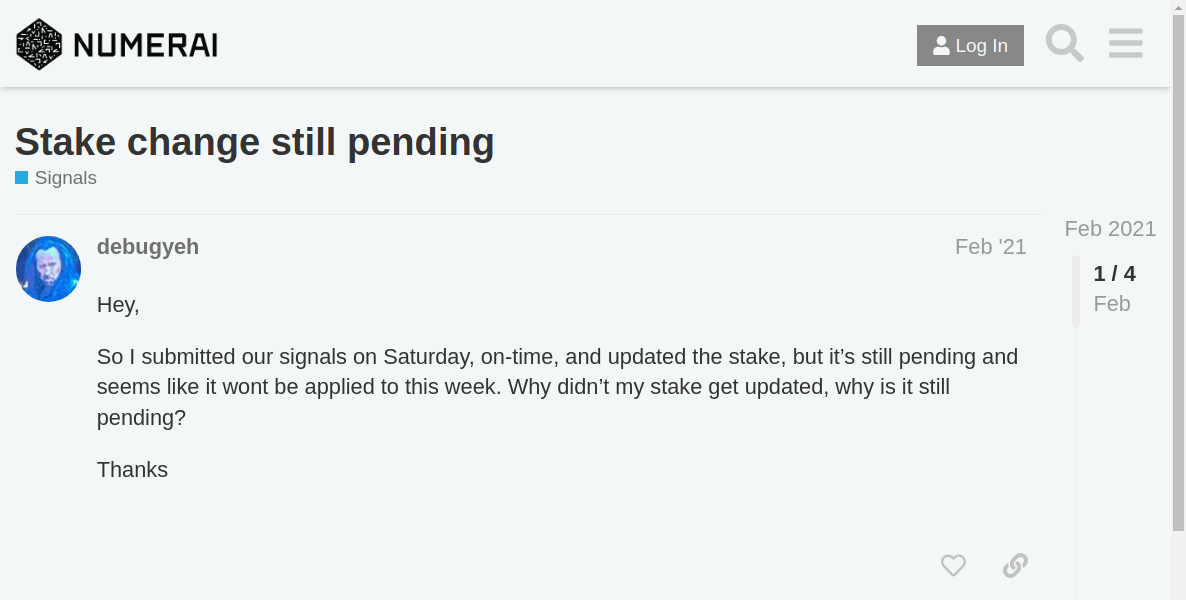 NUMERAI
Log In
Stake change still pending
Signals
Feb 2021
debugyeh
Feb '21
1 / 4
Feb
Hey,
So I submitted our signals on Saturday, on-time, and updated the stake, but it’s still pending and
seems like it wont be applied to this week. Why didn’t my stake get updated, why is it still
pending?
Thanks